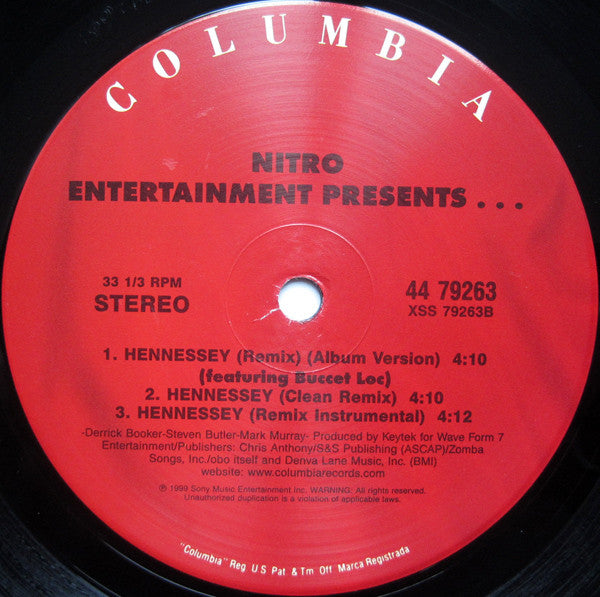 COLUMBIA
NITRO
ENTERTAINMENT PRESENTS . . .
33 1/3 RPM
STEREO
44 79263
XSS 79263B
1. HENNESSEY (Remix) (Album Version) 4:10
(featuring Buccet Loc)
2. HENNESSEY (Clean Remix) 4:10
3. HENNESSEY (Remix Instrumental) 4:12
-Derrick Booker-Steven Butler-Mark Murray- Produced by Keytek for Wave Form 7
Entertainment/Publishers: Chris Anthony/S&S Publishing (ASCAP)/Zomba
Songs, Inc./obo itself and Denva Lane Music, Inc. (BMI)
website: www.columbiarecords.com
℗ 1999 Sony Music Entertainment Inc. WARNING: All rights reserved.
Unauthorized duplication is a violation of applicable laws.
"Columbia" Reg U.S Pat & Tm Off Marca Registrada